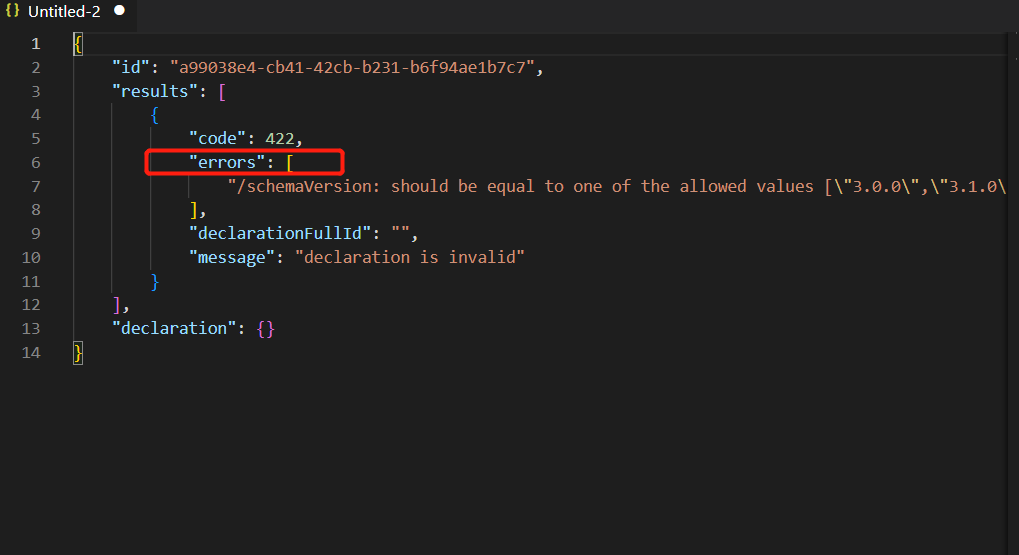 {} Untitled-2 ●
1 {
2 "id": "a99038e4-cb41-42cb-b231-b6f94ae1b7c7",
3 "results": [
4 {
5 "code": 422,
6 "errors": [
7 "/schemaVersion: should be equal to one of the allowed values [\"3.0.0\",\"3.1.0\
8 ],
9 "declarationFullId": "",
10 "message": "declaration is invalid"
11 }
12 ],
13 "declaration": {}
14 }